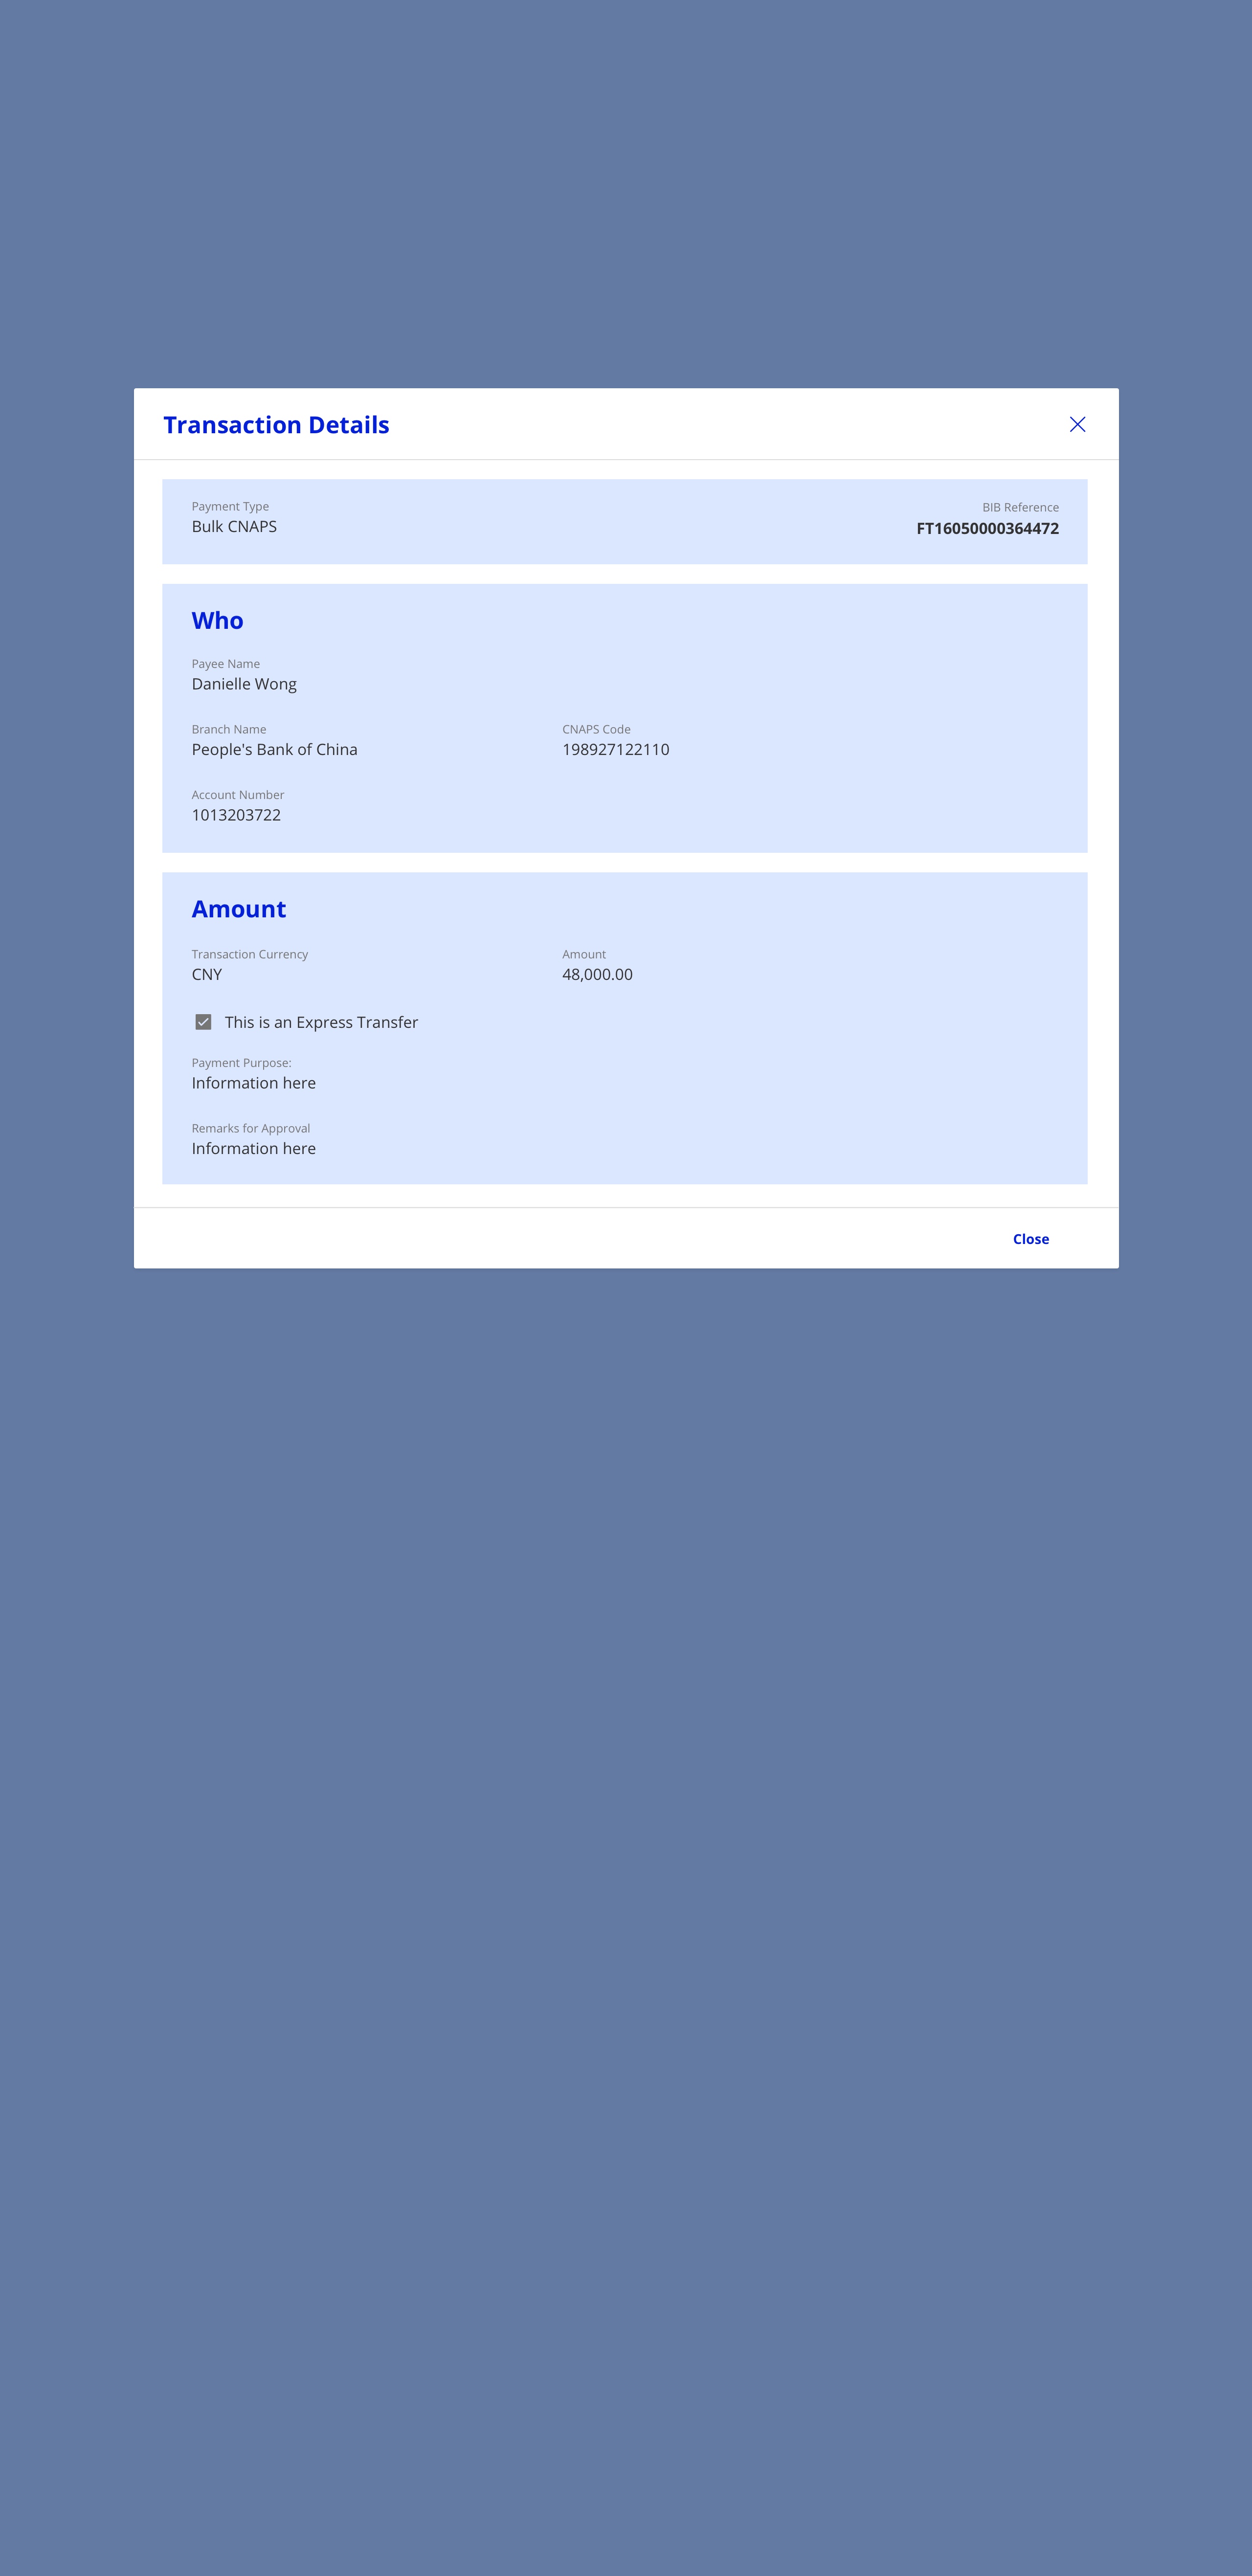 Transaction Details
Payment Type
Bulk CNAPS
BIB Reference
FT16050000364472
Who
Payee Name
Danielle Wong
Branch Name
People's Bank of China
CNAPS Code
198927122110
Account Number
1013203722
Amount
Transaction Currency
CNY
Amount
48,000.00
This is an Express Transfer
Payment Purpose:
Information here
Remarks for Approval
Information here
Close